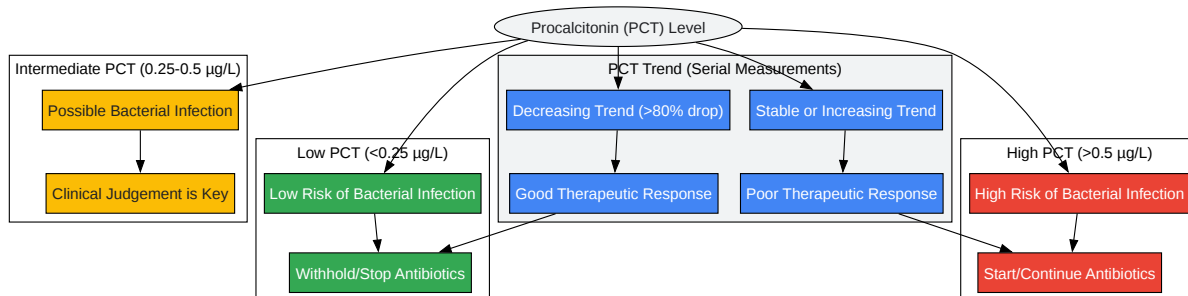 Procalcitonin (PCT) Level
Intermediate PCT (0.25-0.5 µg/L)
PCT Trend (Serial Measurements)
Possible Bacterial Infection
Decreasing Trend (>80% drop)
Stable or Increasing Trend
Low PCT (<0.25 µg/L)
High PCT (>0.5 µg/L)
Clinical Judgement is Key
Low Risk of Bacterial Infection
Good Therapeutic Response
Poor Therapeutic Response
High Risk of Bacterial Infection
Withhold/Stop Antibiotics
Start/Continue Antibiotics